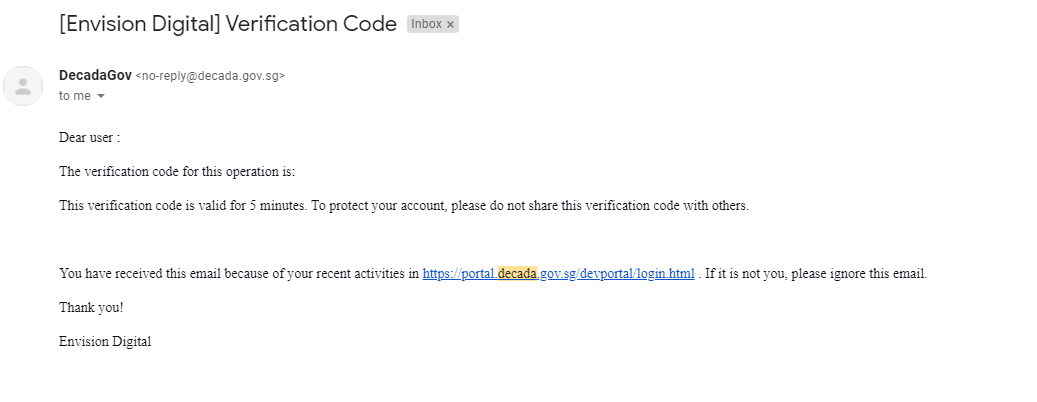 [Envision Digital] Verification Code Inbox ×
DecadaGov <no-reply@decada.gov.sg>
to me
Dear user :
The verification code for this operation is:
This verification code is valid for 5 minutes. To protect your account, please do not share this verification code with others.
You have received this email because of your recent activities in https://portal.decada.gov.sg/devportal/login.html . If it is not you, please ignore this email.
Thank you!
Envision Digital